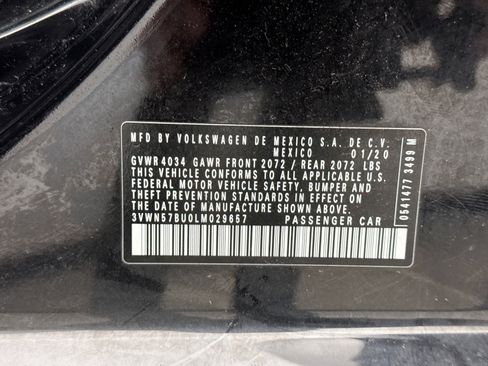 MFD BY VOLKSWAGEN DE MEXICO S.A. DE C.V.
MEXICO 01/20
GVWR 4034 GAWR FRONT 2072 / REAR 2072 LBS
THIS VEHICLE CONFORMS TO ALL APPLICABLE U.S.
FEDERAL MOTOR VEHICLE SAFETY, BUMPER AND
THEFT PREVENTION STANDARDS IN EFFECT ON
THE DATE OF MANUFACTURE SHOWN ABOVE.
3VWN57BU0LM029657 PASSENGER CAR
0541477 3499 M